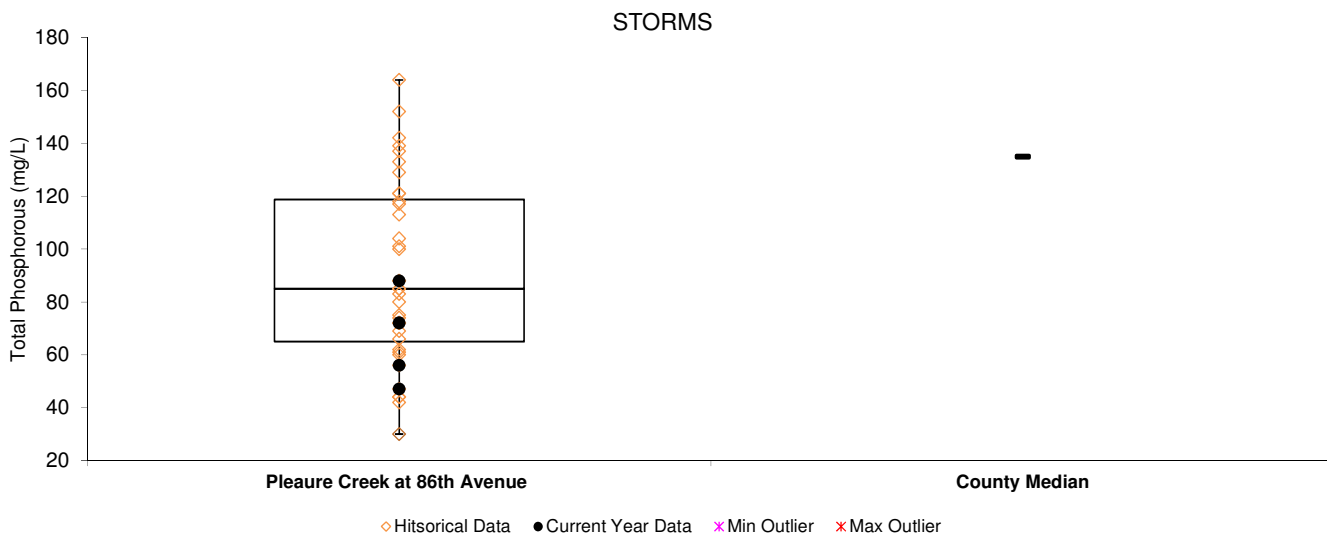 STORMS
Total Phosphorous (mg/L)
180
160
140
120
100
80
60
40
20
Pleaure Creek at 86th Avenue
County Median
Hitsorical Data
Current Year Data
Min Outlier
Max Outlier